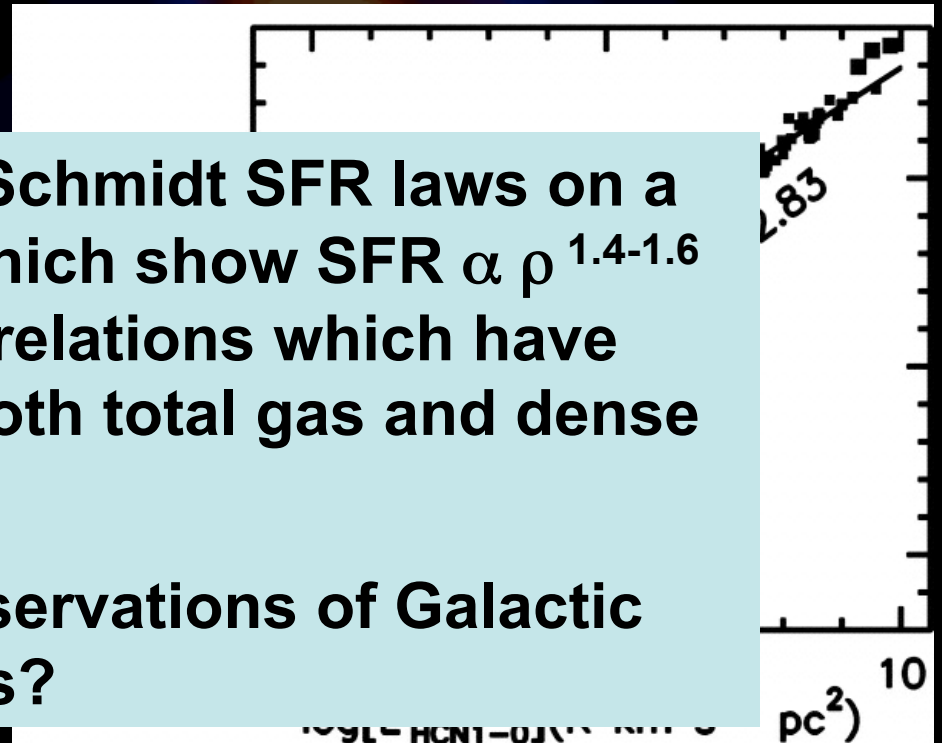 Schmidt SFR laws on a
hich show SFR α ρ 1.4-1.6
relations which have
oth total gas and dense
servations of Galactic
s?
2.83
10
pc²)